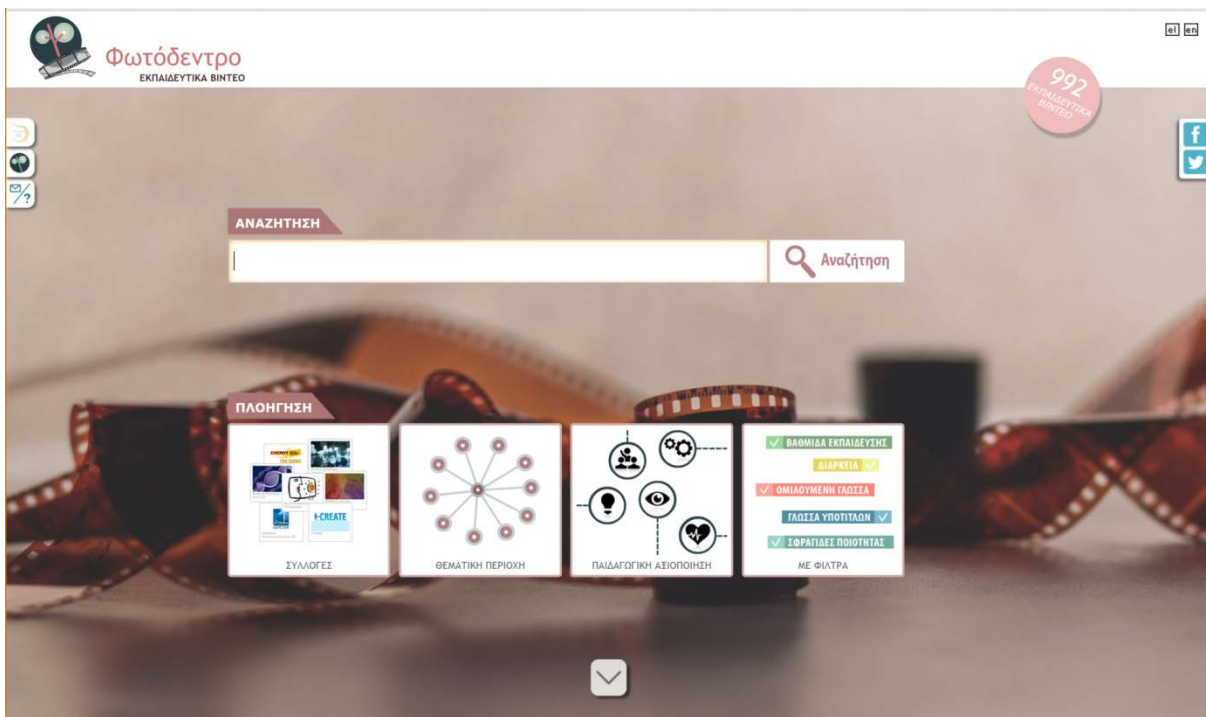 Φωτόδεντρο
ΕΚΠΑΙΔΕΥΤΙΚΑ ΒΙΝΤΕΟ
el en
992
ΕΚΠΑΙΔΕΥΤΙΚΑ
ΒΙΝΤΕΟ
ΑΝΑΖΗΤΗΣΗ
Αναζήτηση
ΠΛΟΗΓΗΣΗ
i-CREATE
ΣΥΛΛΟΓΕΣ
ΘΕΜΑΤΙΚΗ ΠΕΡΙΟΧΗ
ΠΑΙΔΑΓΩΓΙΚΗ ΑΞΙΟΠΟΙΗΣΗ
ΒΑΘΜΙΔΑ ΕΚΠΑΙΔΕΥΣΗΣ
ΔΙΑΡΚΕΙΑ
ΟΜΙΛΟΥΜΕΝΗ ΓΛΩΣΣΑ
ΓΛΩΣΣΑ ΥΠΟΤΙΤΛΩΝ
ΣΦΡΑΓΙΔΕΣ ΠΟΙΟΤΗΤΑΣ
ΜΕ ΦΙΛΤΡΑ